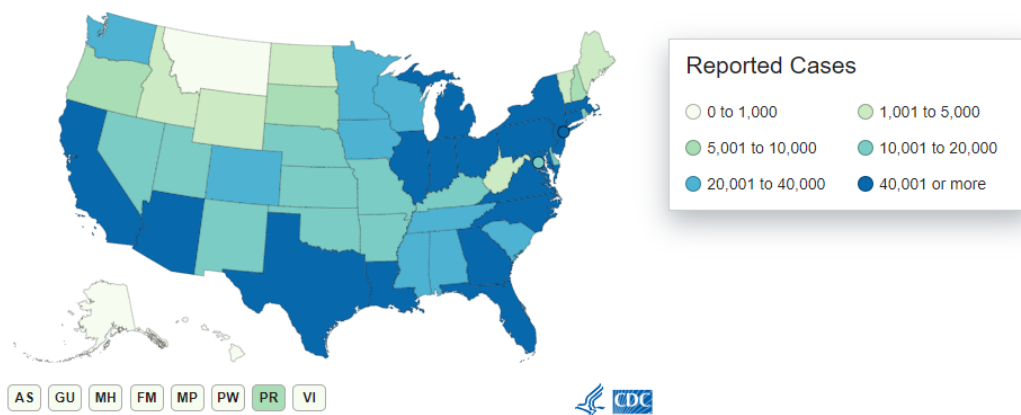 Reported Cases
0 to 1,000
1,001 to 5,000
5,001 to 10,000
10,001 to 20,000
20,001 to 40,000
40,001 or more
AS GU MH FM MP PW PR VI
CDC